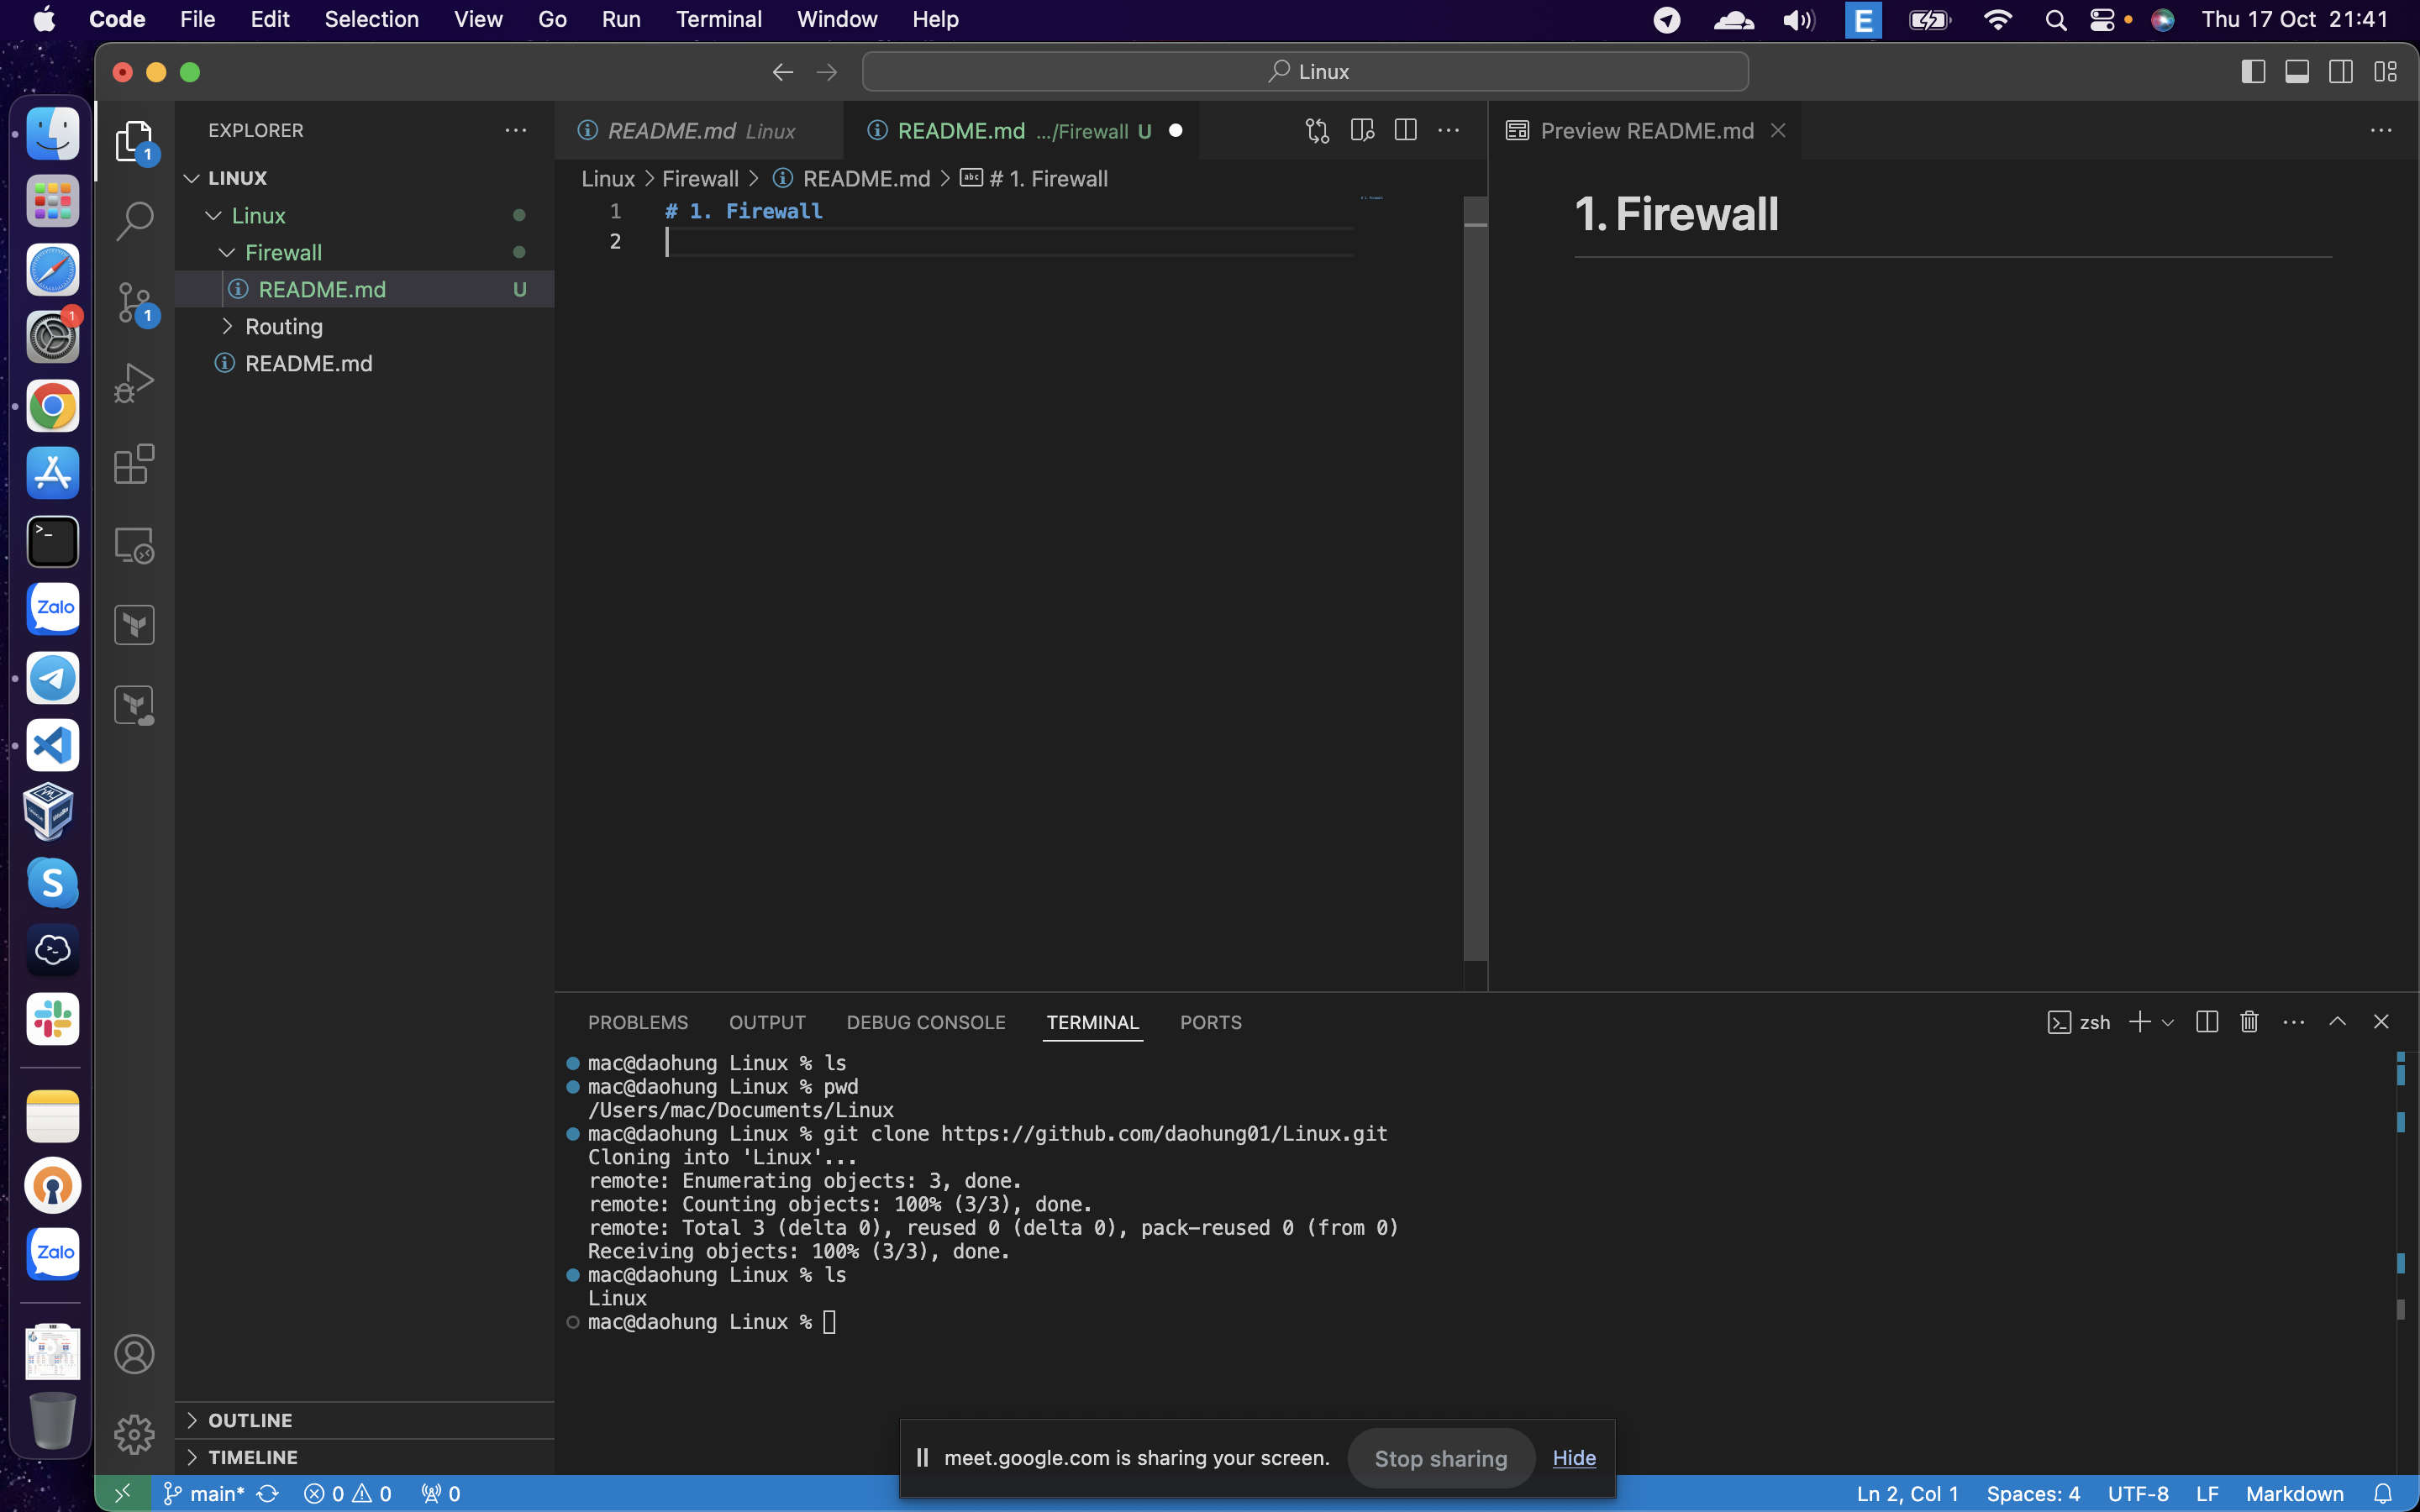 Code File Edit Selection View Go Run Terminal Window Help E Thu 17 Oct 21:41
Linux
EXPLORER
LINUX
Linux
Firewall
README.md U
Routing
README.md
OUTLINE
TIMELINE
1
1
1
Zalo
S
Zalo
README.md Linux
README.md .../Firewall U
Linux > Firewall > README.md > abc # 1. Firewall
1 # 1. Firewall
2
Preview README.md
1. Firewall
PROBLEMS OUTPUT DEBUG CONSOLE TERMINAL PORTS
zsh
mac@daohung Linux % ls
mac@daohung Linux % pwd
/Users/mac/Documents/Linux
mac@daohung Linux % git clone https://github.com/daohung01/Linux.git
Cloning into 'Linux'...
remote: Enumerating objects: 3, done.
remote: Counting objects: 100% (3/3), done.
remote: Total 3 (delta 0), reused 0 (delta 0), pack-reused 0 (from 0)
Receiving objects: 100% (3/3), done.
mac@daohung Linux % ls
Linux
mac@daohung Linux %
meet.google.com is sharing your screen. Stop sharing Hide
main* 0 0 0 Ln 2, Col 1 Spaces: 4 UTF-8 LF Markdown